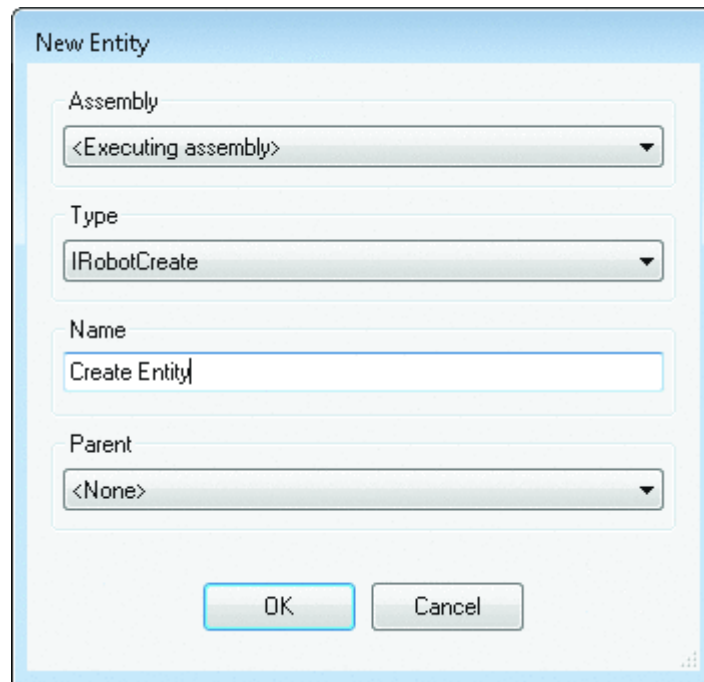 New Entity
Assembly
<Executing assembly>
Type
IRobotCreate
Name
Create Entity
Parent
<None>
OK
Cancel